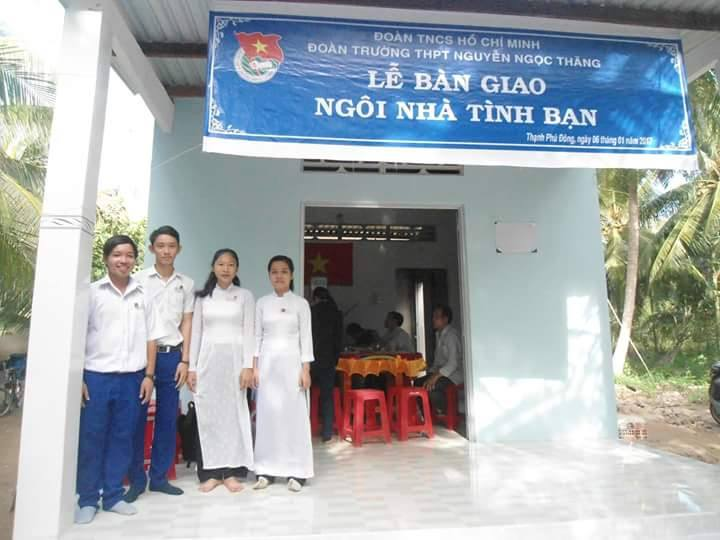 ĐOÀN TNCS HỒ CHÍ MINH
ĐOÀN TRƯỜNG THPT NGUYỄN NGỌC THĂNG
LỄ BÀN GIAO
NGÔI NHÀ TÌNH BẠN
Thạnh Phú Đông, ngày 06 tháng 01 năm 2017